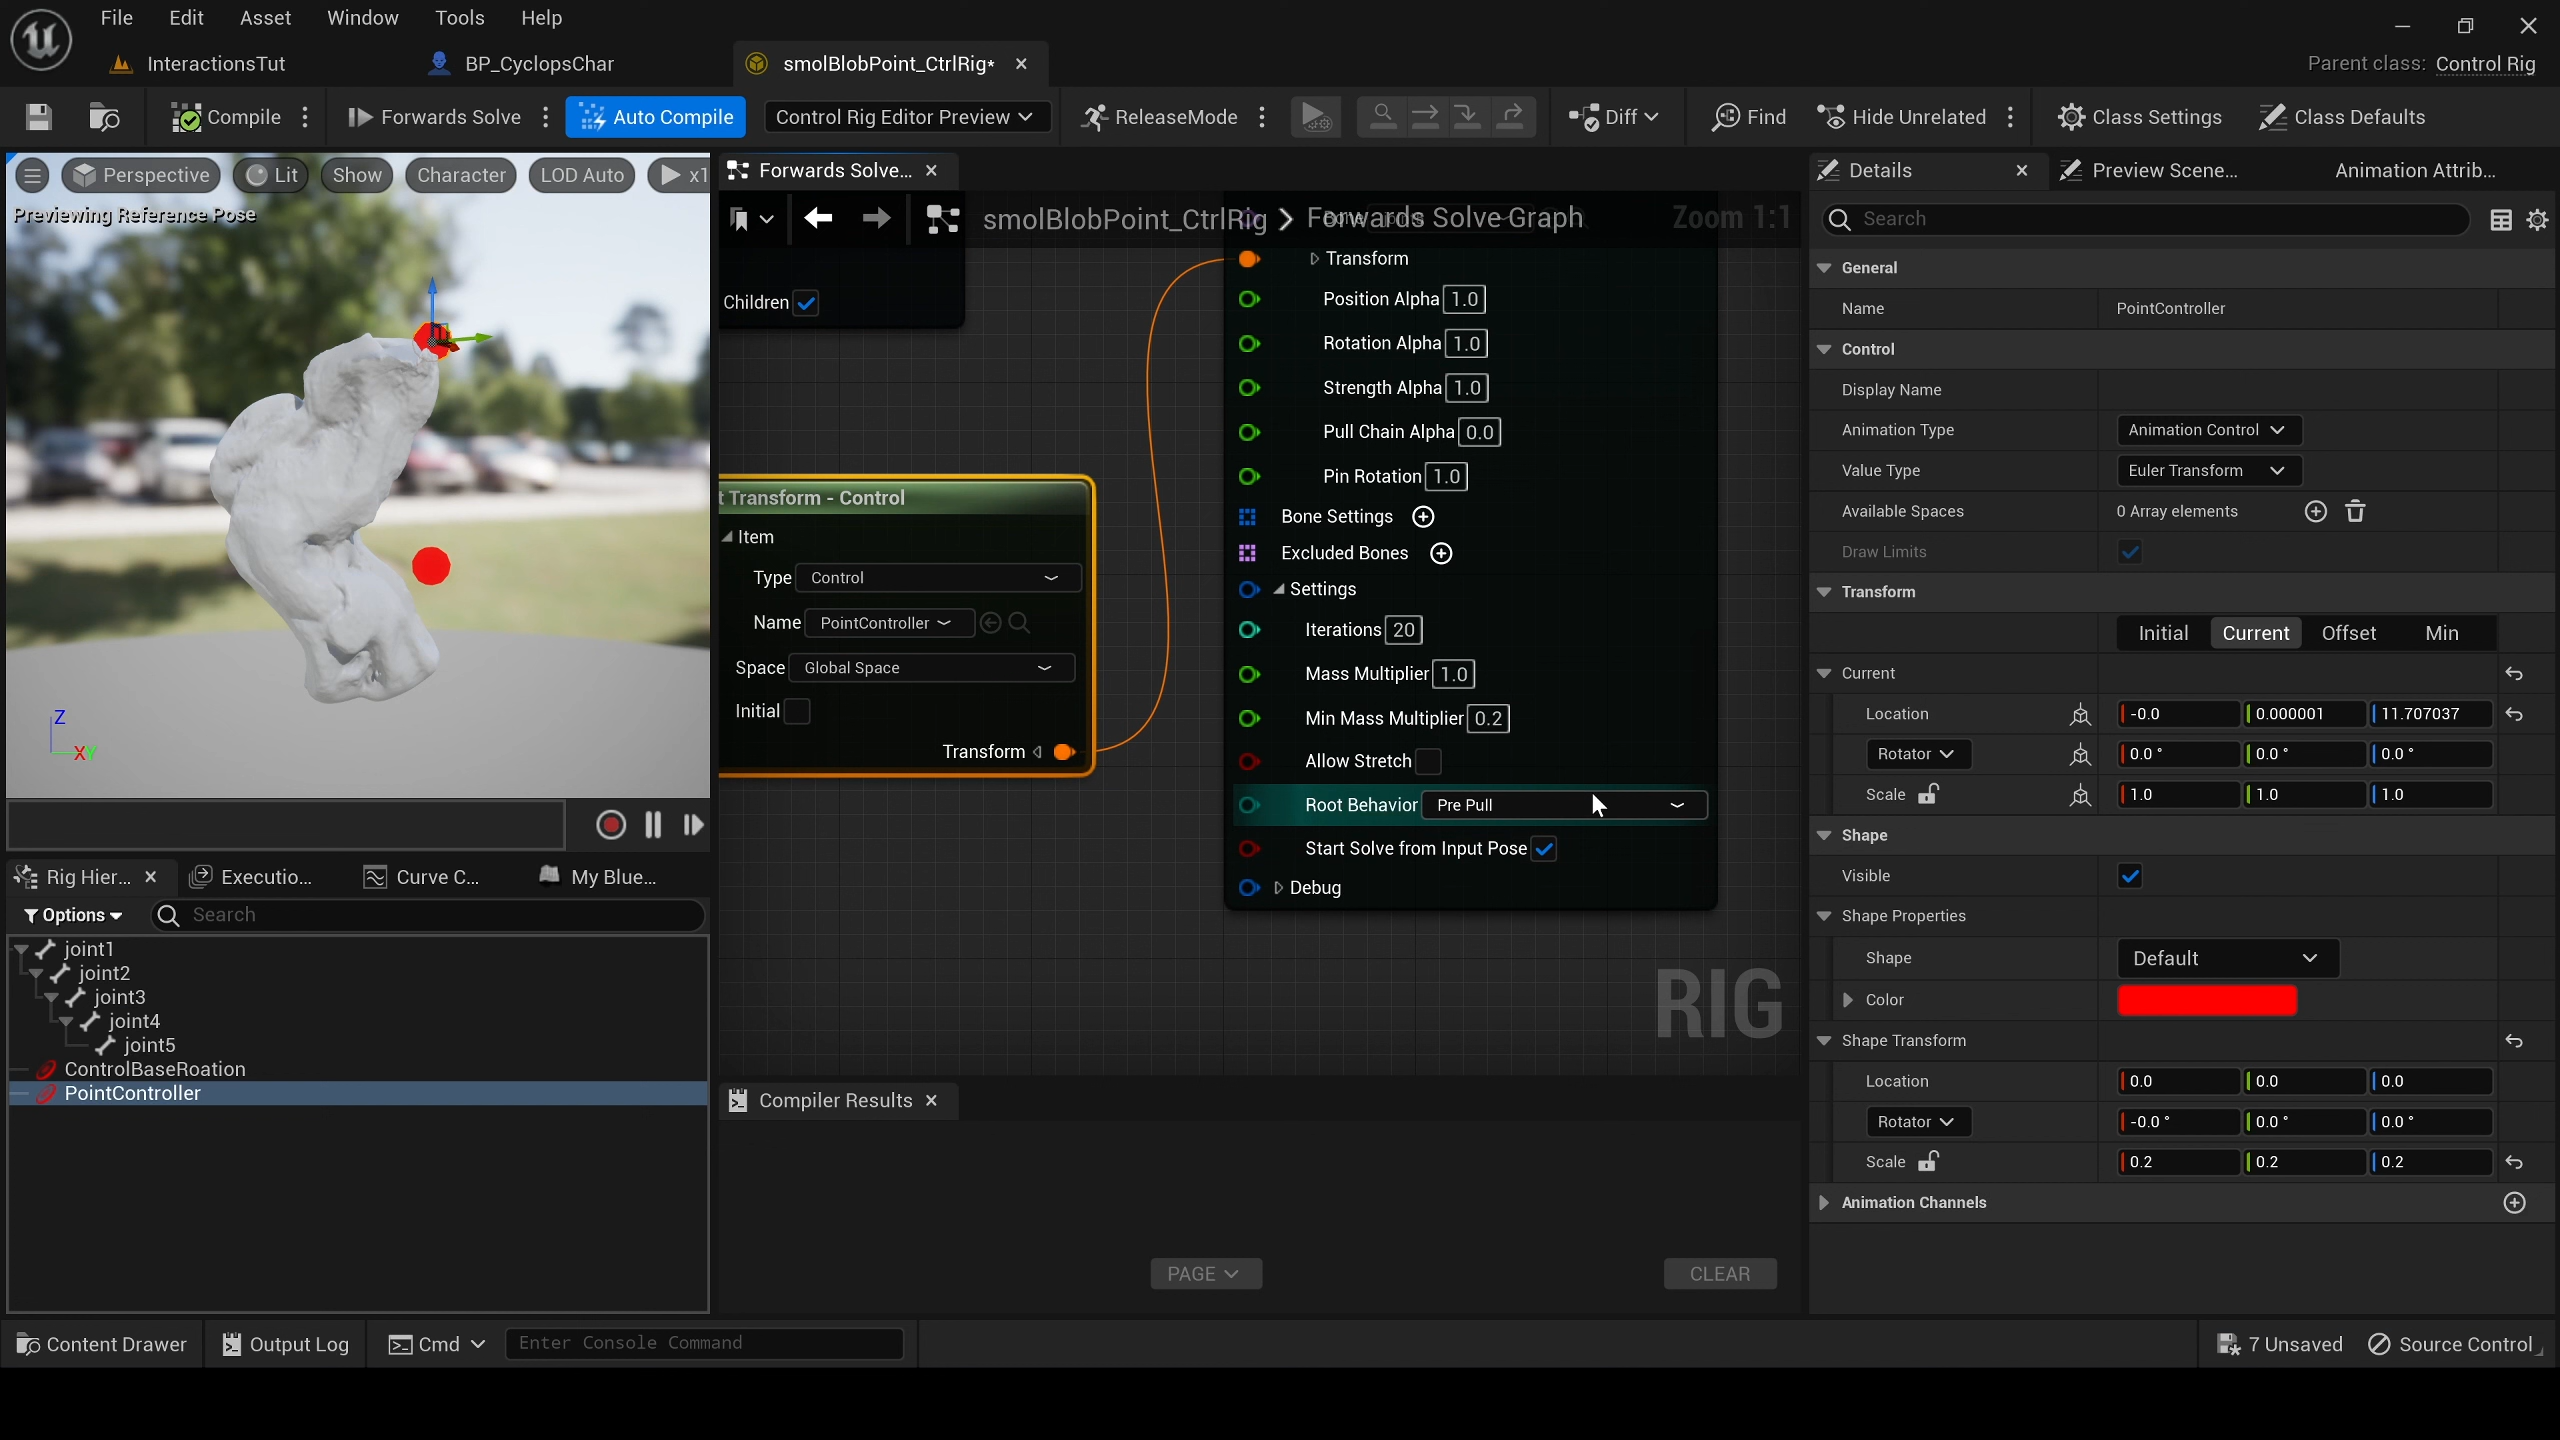 File Edit Asset Window Tools Help
InteractionsTut BP_CyclopsChar smolBlobPoint_CtrlRig*
Parent class: Control Rig
Compile Forwards Solve Auto Compile Control Rig Editor Preview ReleaseMode Diff Find Hide Unrelated Class Settings Class Defaults
Perspective Lit Show Character LOD Auto x1
Previewing Reference Pose
Z
X Y
Forwards Solve...
smolBlobPoint_CtrlRig > Forwards Solve Graph
Zoom 1:1
Children
t Transform - Control
Item
Type Control
Name PointController
Space Global Space
Initial
Transform
Transform
Position Alpha 1.0
Rotation Alpha 1.0
Strength Alpha 1.0
Pull Chain Alpha 0.0
Pin Rotation 1.0
Bone Settings
Excluded Bones
Settings
Iterations 20
Mass Multiplier 1.0
Min Mass Multiplier 0.2
Allow Stretch
Root Behavior Pre Pull
Start Solve from Input Pose
Debug
RIG
Compiler Results
PAGE
CLEAR
Rig Hier... Executio... Curve C... My Blue...
Options Search
joint1
joint2
joint3
joint4
joint5
ControlBaseRoation
PointController
Details Preview Scene... Animation Attrib...
Search
General
Name PointController
Control
Display Name
Animation Type Animation Control
Value Type Euler Transform
Available Spaces 0 Array elements
Draw Limits
Transform
Initial Current Offset Min
Current
Location -0.0 0.000001 11.707037
Rotator 0.0 ° 0.0 ° 0.0 °
Scale 1.0 1.0 1.0
Shape
Visible
Shape Properties
Shape Default
Color
Shape Transform
Location 0.0 0.0 0.0
Rotator -0.0 ° 0.0 ° 0.0 °
Scale 0.2 0.2 0.2
Animation Channels
Content Drawer Output Log Cmd Enter Console Command
7 Unsaved Source Control